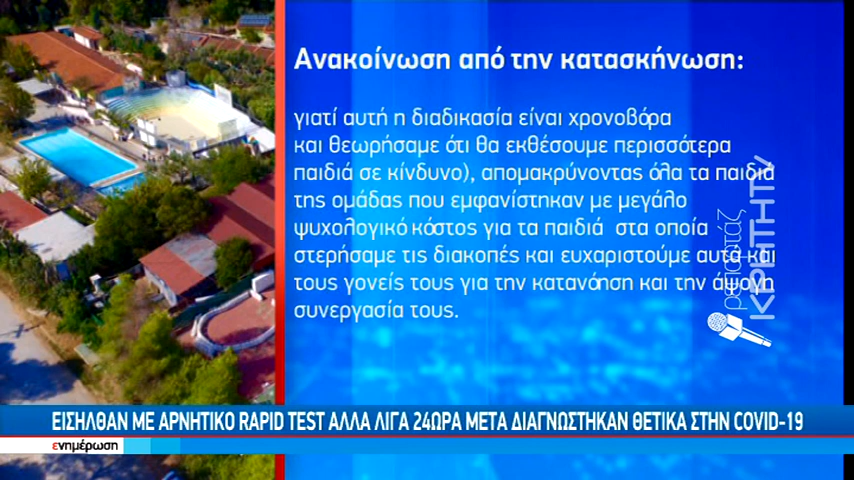 Ανακοίνωση από την κατασκήνωση:
γιατί αυτή η διαδικασία είναι χρονοβόρα
και θεωρήσαμε ότι θα εκθέσουμε περισσότερα
παιδιά σε κίνδυνο), απομακρύνοντας όλα τα παιδιά
της ομάδας που εμφανίστηκαν με μεγάλο
ψυχολογικό κόστος για τα παιδιά στα οποία
στερήσαμε τις διακοπές και ευχαριστούμε αυτά και
τους γονείς τους για την κατανόηση και την άψογη
συνεργασία τους.
ρεπορτάζ
ΚΡΗΤΗ TV
ΕΙΣΗΛΘΑΝ ΜΕ ΑΡΝΗΤΙΚΟ RAPID TEST ΑΛΛΑ ΛΙΓΑ 24ΩΡΑ ΜΕΤΑ ΔΙΑΓΝΩΣΤΗΚΑΝ ΘΕΤΙΚΑ ΣΤΗΝ COVID-19
ενημέρωση